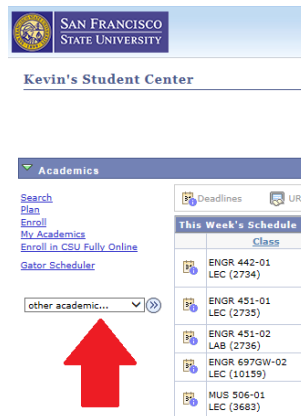 SAN FRANCISCO
STATE UNIVERSITY
Kevin's Student Center
Academics
Search
Plan
Enroll
My Academics
Enroll in CSU Fully Online
Gator Scheduler
other academic...
Deadlines
UR
This Week's Schedule
Class
ENGR 442-01
LEC (2734)
ENGR 451-01
LEC (2735)
ENGR 451-02
LAB (2736)
ENGR 697GW-02
LEC (10159)
MUS 506-01
LEC (3683)